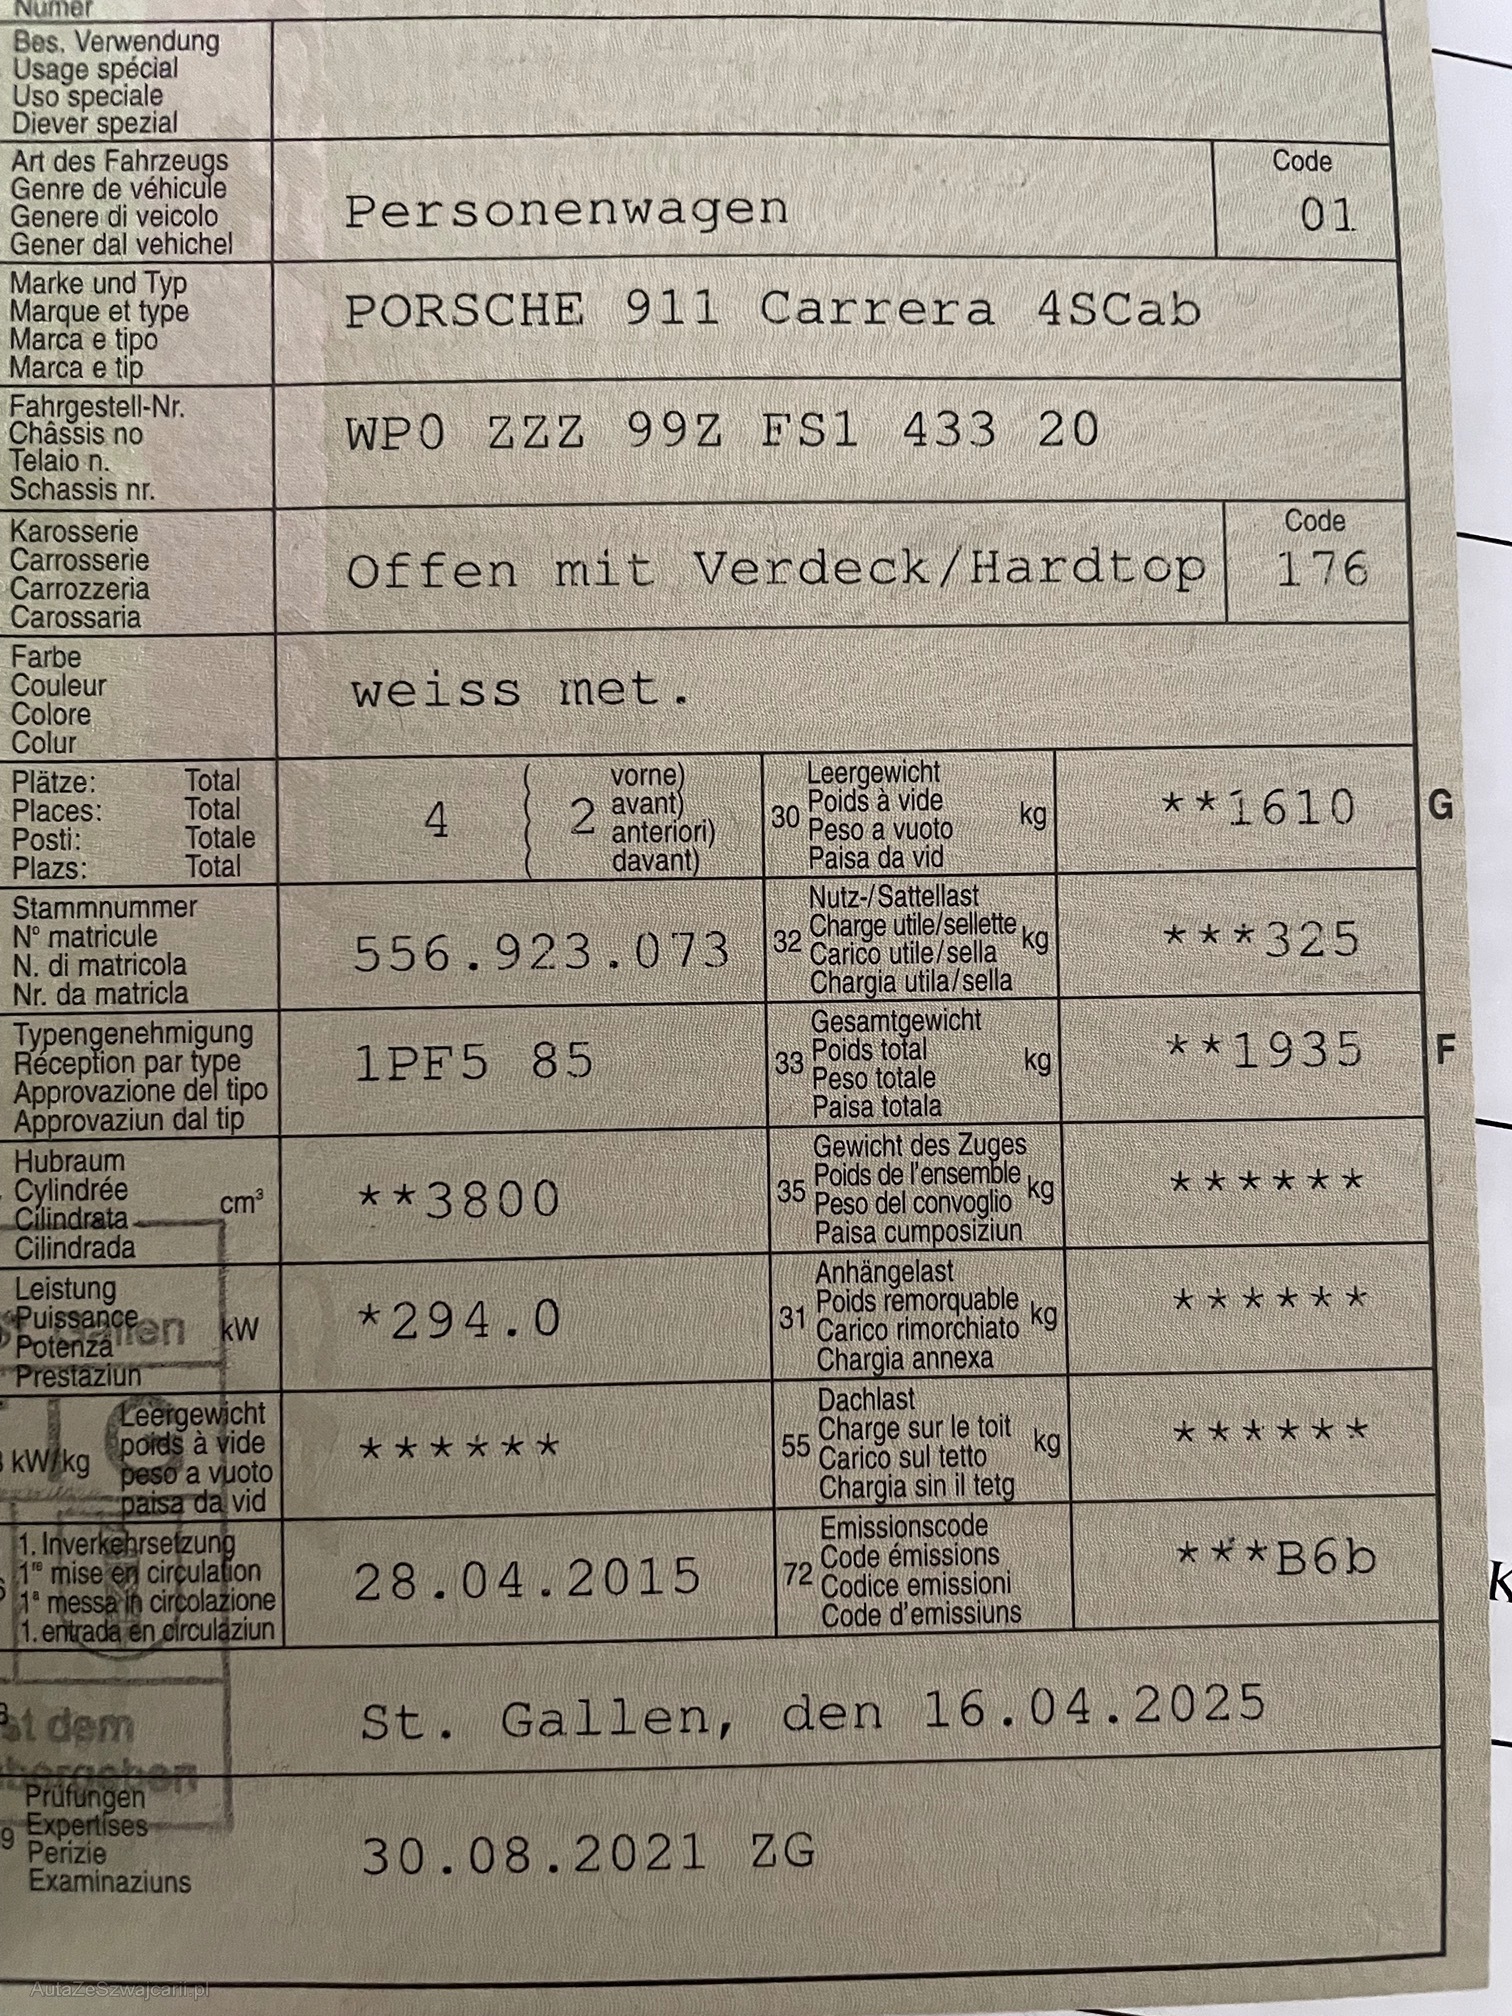 Numer
Bes. Verwendung
Usage spécial
Uso speciale
Diever spezial
Art des Fahrzeugs
Genre de véhicule
Genere di veicolo
Gener dal vehichel
Personenwagen
Code
01
Marke und Typ
Marque et type
Marca e tipo
Marca e tip
PORSCHE 911 Carrera 4SCab
Fahrgestell-Nr.
Châssis no
Telaio n.
Schassis nr.
WP0 ZZZ 99Z FS1 433 20
Karosserie
Carrosserie
Carrozzeria
Carossaria
Offen mit Verdeck/Hardtop
Code
176
Farbe
Couleur
Colore
Colur
weiss met.
Plätze: Total
Places: Total
Posti: Totale
Plazs: Total
4
2
vorne)
avant)
anteriori)
davant)
30
Leergewicht
Poids à vide
Peso a vuoto
Paisa da vid
kg
**1610
G
Stammnummer
N° matricule
N. di matricola
Nr. da matricla
556.923.073
32
Nutz-/Sattellast
Charge utile/sellette
Carico utile/sella
Chargia utila/sella
kg
***325
Typengenehmigung
Réception par type
Approvazione del tipo
Approvaziun dal tip
1PF5 85
33
Gesamtgewicht
Poids total
Peso totale
Paisa totala
kg
**1935
F
Hubraum
Cylindrée
Cilindrata
Cilindrada
cm³
**3800
35
Gewicht des Zuges
Poids de l'ensemble
Peso del convoglio
Paisa cumposiziun
kg
******
Leistung
Puissance
Potenza
Prestaziun
kW
*294.0
31
Anhängelast
Poids remorquable
Carico rimorchiato
Chargia annexa
kg
******
kW/kg
Leergewicht
poids à vide
peso a vuoto
paisa da vid
******
55
Dachlast
Charge sur le toit
Carico sul tetto
Chargia sin il tetg
kg
******
1. Inverkehrsetzung
1re mise en circulation
1a messa in circolazione
1. entrada en circulaziun
28.04.2015
72
Emissionscode
Code émissions
Codice emissioni
Code d'emissiuns
***B6b
K
St. Gallen, den 16.04.2025
dem
Prüfungen
Expertises
Perizie
Examinaziuns
30.08.2021 ZG
AutaZeSzwajcarii.pl